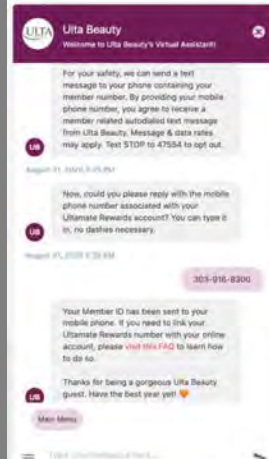 ULTA
Ulta Beauty
Welcome to Ulta Beauty's Virtual Assistant!
For your safety, we can send a text
message to your phone containing your
member number. By providing your mobile
phone number, you agree to receive a
member related autodialed text message
from Ulta Beauty. Message & data rates
may apply. Text STOP to 47554 to opt out.
UB
Now, could you please reply with the mobile
phone number associated with your
Ultamate Rewards account? You can type it
in, no dashes necessary.
UB
303-916-8300
Your Member ID has been sent to your
mobile phone. If you need to link your
Ultamate Rewards number with your online
account, please visit this FAQ to learn how
to do so.
Thanks for being a gorgeous Ulta Beauty
guest. Have the best year yet! 🧡
UB
Main Menu